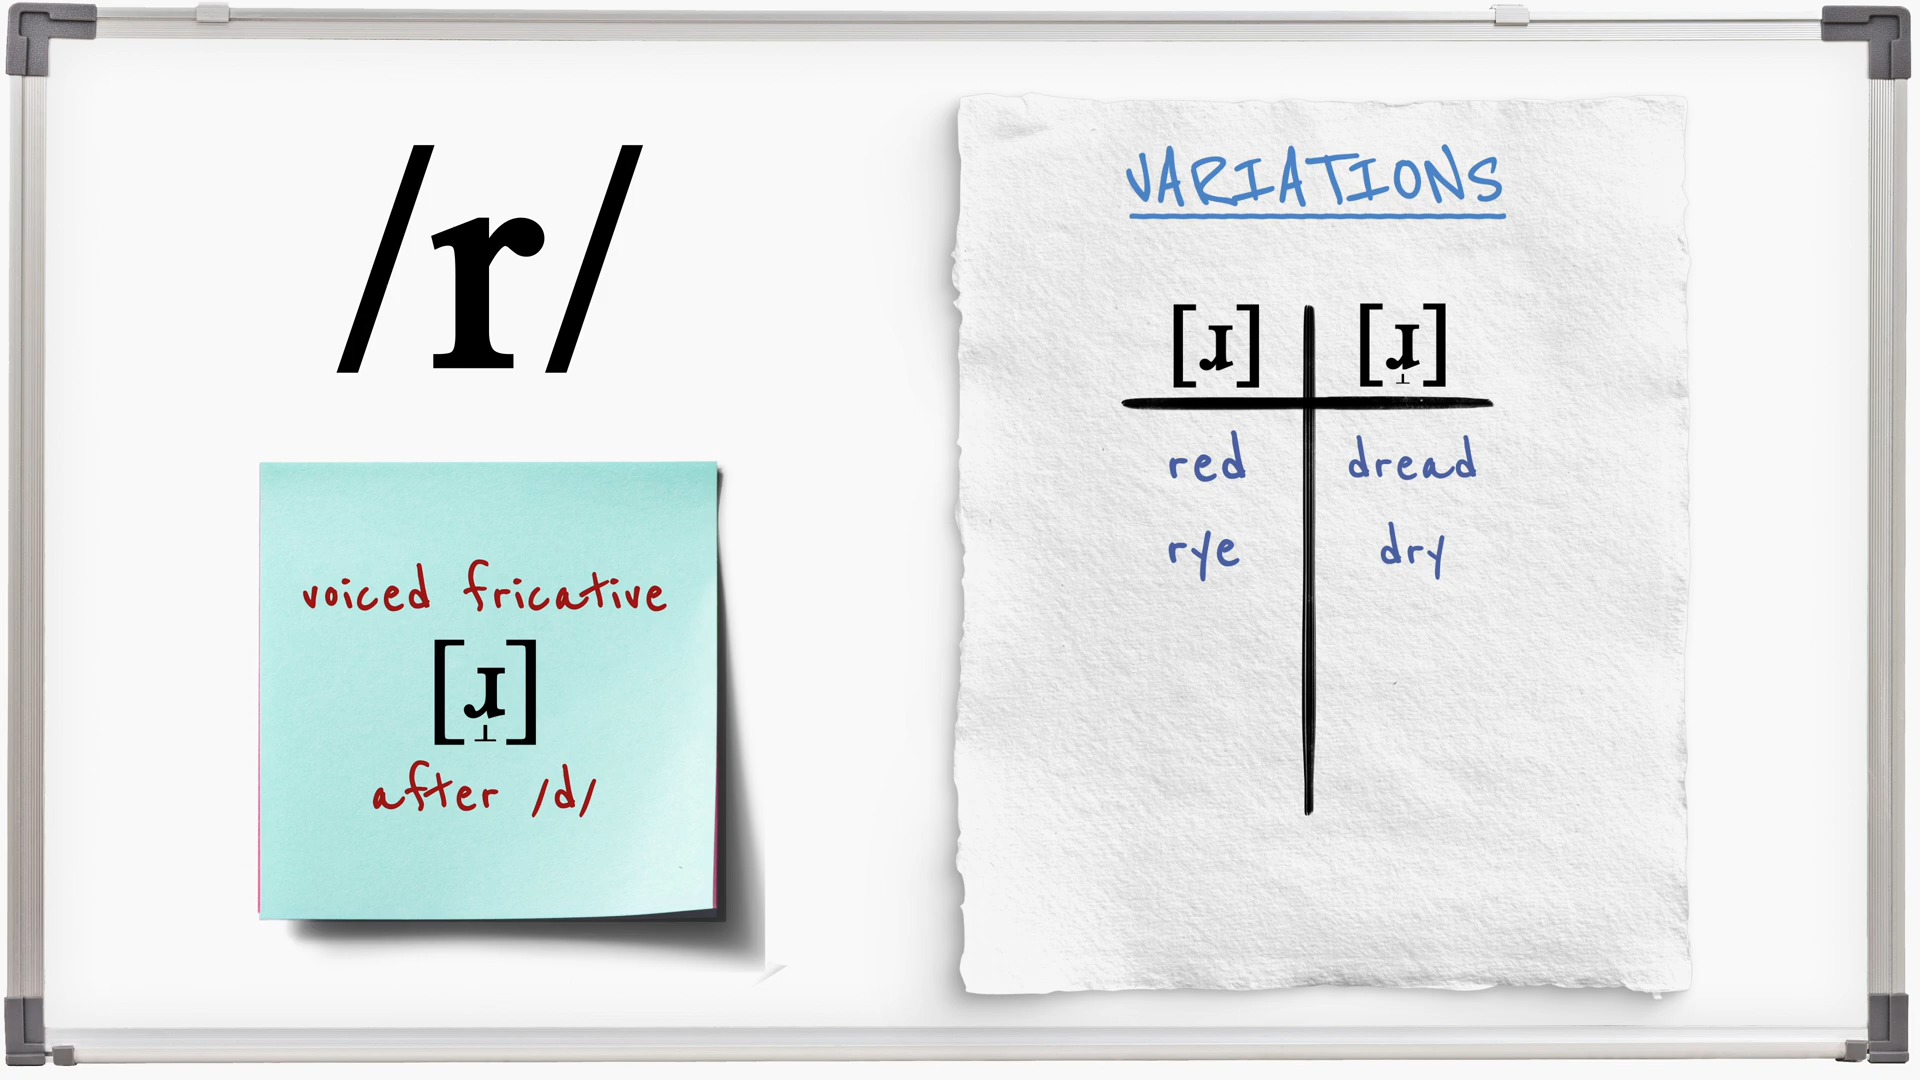 /r/
voiced fricative
[ɹ̝]
after /d/
VARIATIONS
[ɹ] [ɹ̝]
red dread
rye dry